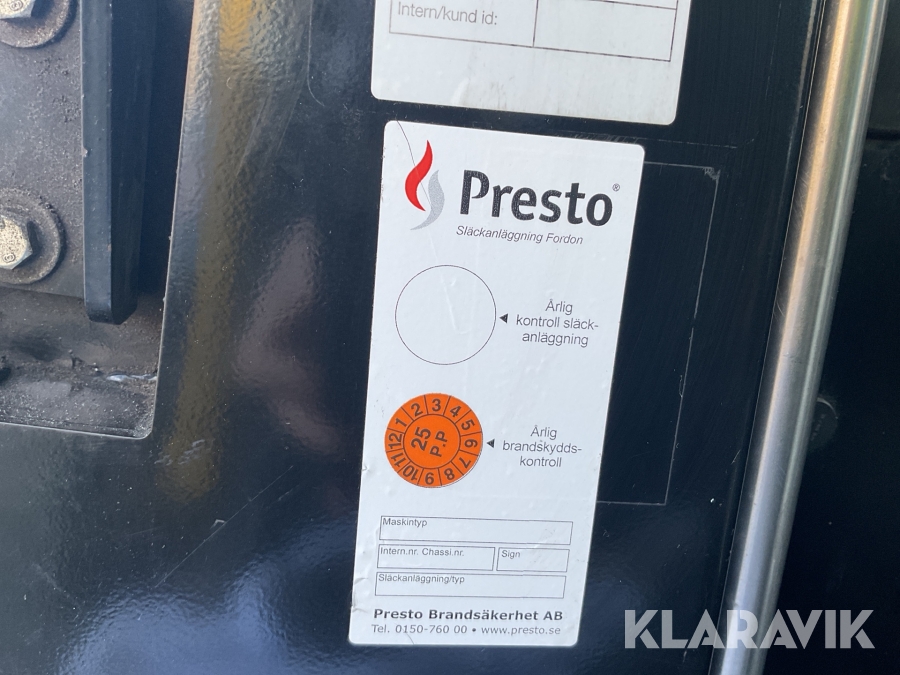 Intern/kund id:
Presto®
Släckanläggning Fordon
Årlig
kontroll släck-
anläggning
1 2 3 4 5 6 7 8 9 10 11 12
25
P.P
Årlig
brandskydds-
kontroll
Maskintyp
Intern.nr. Chassi.nr.
Sign
Släckanläggning/typ
Presto Brandsäkerhet AB
Tel. 0150-760 00 • www.presto.se
KLARAVIK